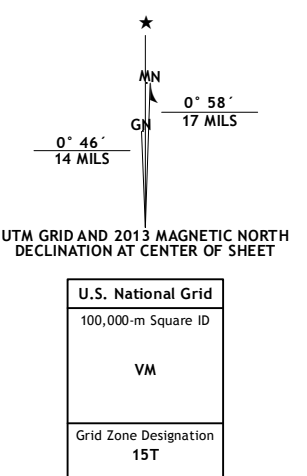 ★
MN
0° 58´
17 MILS
GN
0° 46´
14 MILS
UTM GRID AND 2013 MAGNETIC NORTH
DECLINATION AT CENTER OF SHEET
U.S. National Grid
100,000-m Square ID
VM
Grid Zone Designation
15T